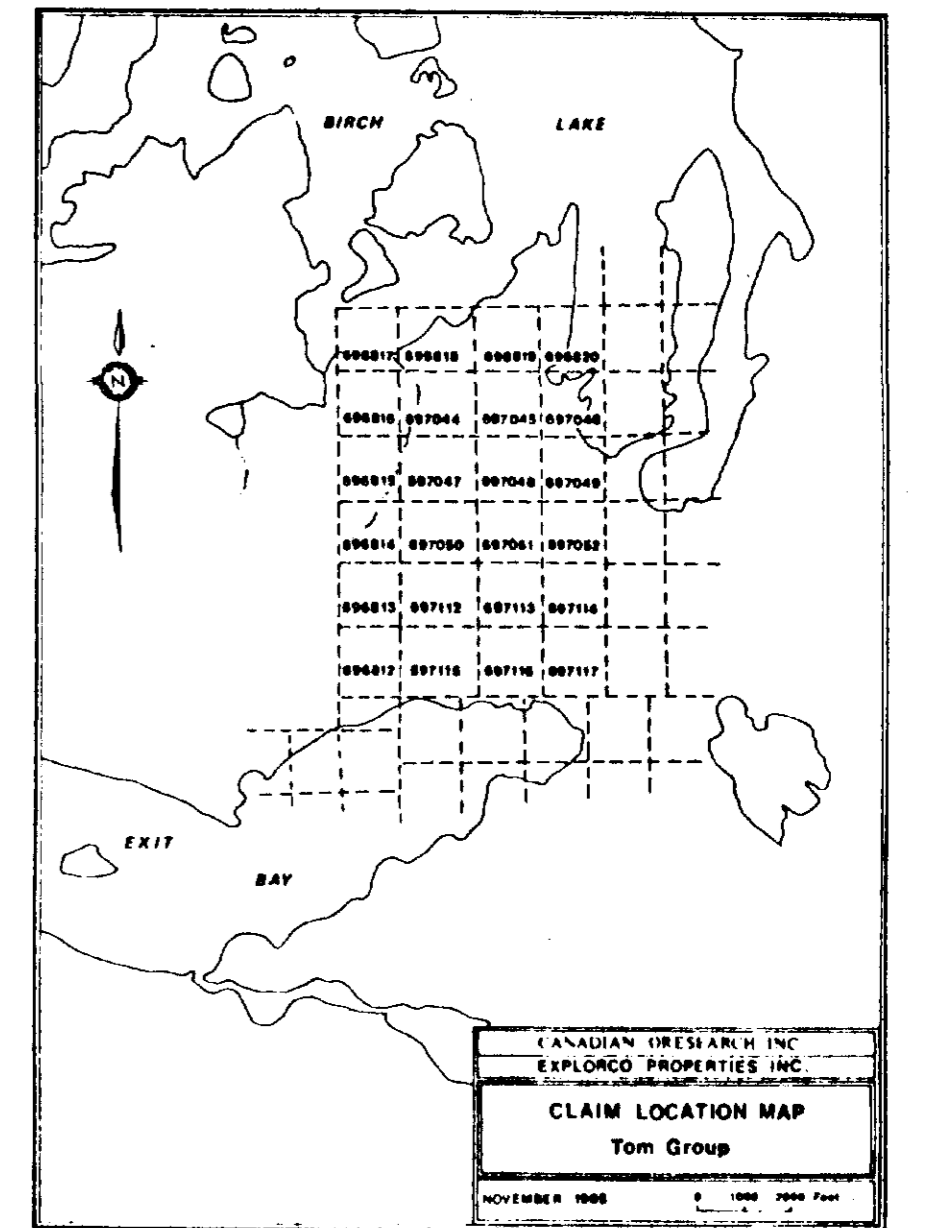 BIRCH LAKE
N
696817 696818 696819 696820
696816 697044 697045 697046
696815 697047 697048 697049
696814 697050 697051 697052
696813 697112 697113 697114
696812 697115 697116 697117
EXIT
BAY
CANADIAN ORESEARCH INC
EXPLORCO PROPERTIES INC.
CLAIM LOCATION MAP
Tom Group
NOVEMBER
0 1000 2000 Feet